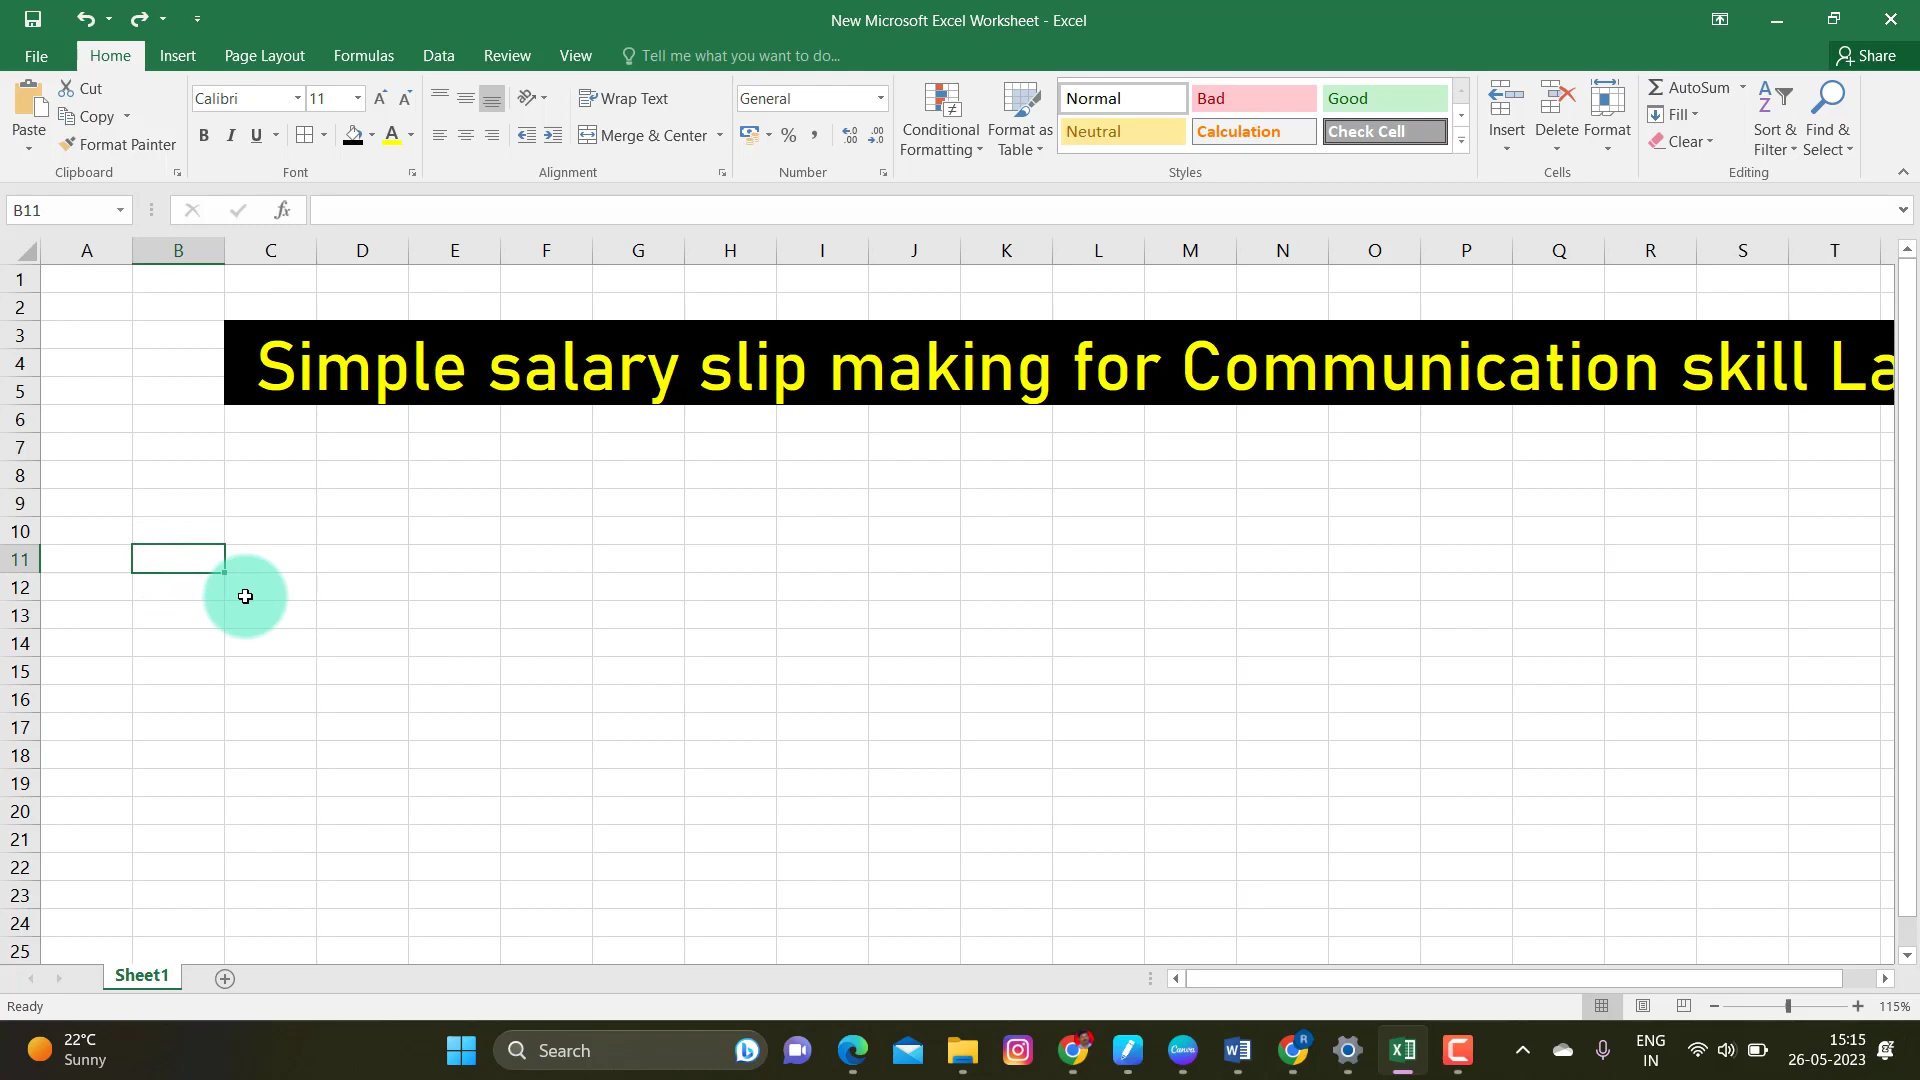 New Microsoft Excel Worksheet - Excel
File Home Insert Page Layout Formulas Data Review View Tell me what you want to do... Share
Paste
Cut
Copy
Format Painter
Clipboard
Calibri 11
B I U
A A
Font
Wrap Text
Merge & Center
Alignment
General
% , .0 .00
Number
Conditional Formatting
Format as Table
Normal Bad Good
Neutral Calculation Check Cell
Styles
Insert Delete Format
Cells
AutoSum
Fill
Clear
Sort & Filter
Find & Select
Editing
B11 fx
A B C D E F G H I J K L M N O P Q R S T
1
2
3
Simple salary slip making for Communication skill La
4
5
6
7
8
9
10
11
12
13
14
15
16
17
18
19
20
21
22
23
24
25
Sheet1
Ready 115%
22°C
Sunny
Search
Canva
ENG
IN
15:15
26-05-2023